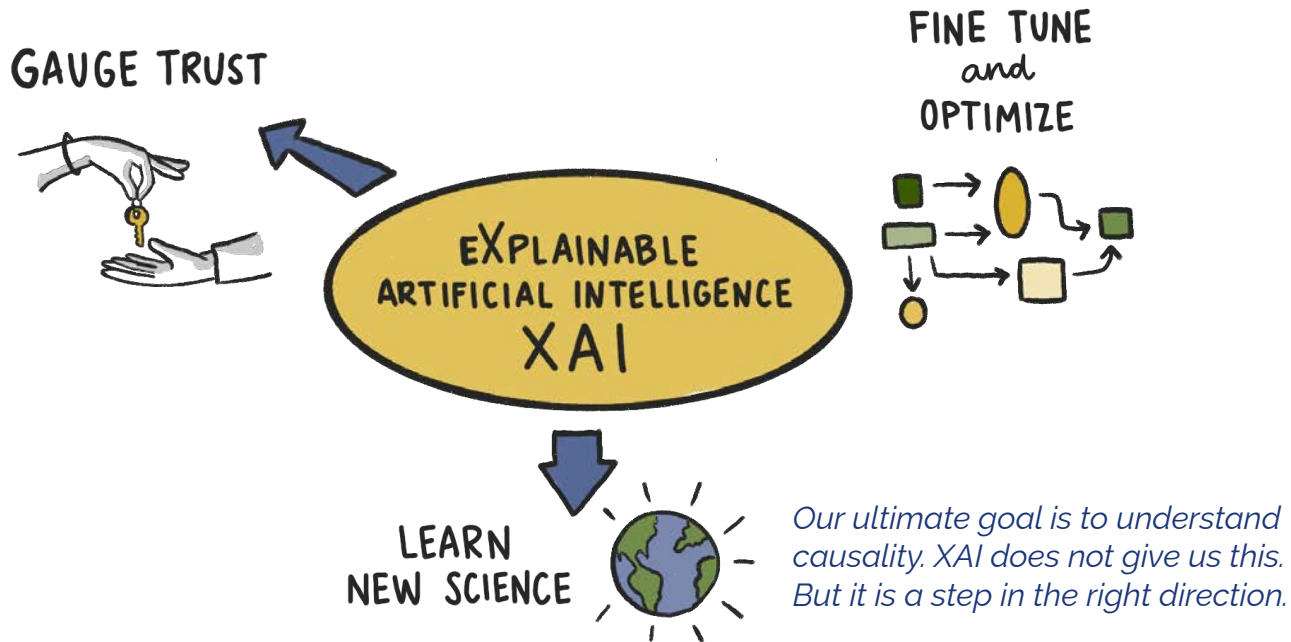 GAUGE TRUST
FINE TUNE
and
OPTIMIZE
eXPLAINABLE
ARTIFICIAL INTELLIGENCE
XAI
LEARN
NEW SCIENCE
Our ultimate goal is to understand
causality. XAI does not give us this.
But it is a step in the right direction.